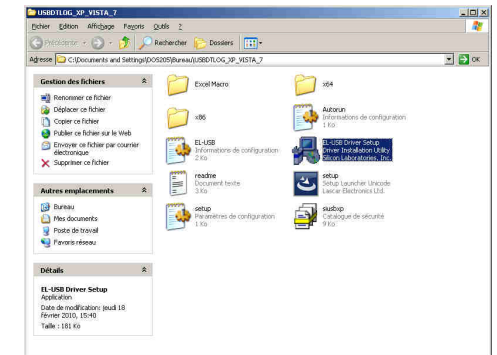 USBDTLOG_XP_VISTA_7
Fichier Edition Affichage Favoris Outils ?
Précédente Rechercher Dossiers
Adresse C:\Documents and Settings\DOS205\Bureau\USBDTLOG_XP_VISTA_7 OK
Gestion des fichiers
Renommer ce fichier
Déplacer ce fichier
Copier ce fichier
Publier ce fichier sur le Web
Envoyer ce fichier par courrier
électronique
Supprimer ce fichier
Autres emplacements
Bureau
Mes documents
Poste de travail
Favoris réseau
Détails
EL-USB Driver Setup
Application
Date de modification: jeudi 18
février 2010, 15:40
Taille : 181 Ko
Excel Macro
x64
x86
Autorun
Informations de configuration
1 Ko
EL-USB
Informations de configuration
2 Ko
EL-USB Driver Setup
Driver Installation Utility
Silicon Laboratories, Inc.
readme
Document texte
3 Ko
setup
Setup Launcher Unicode
Lascar Electronics Ltd.
setup
Paramètres de configuration
1 Ko
siusbxp
Catalogue de sécurité
9 Ko